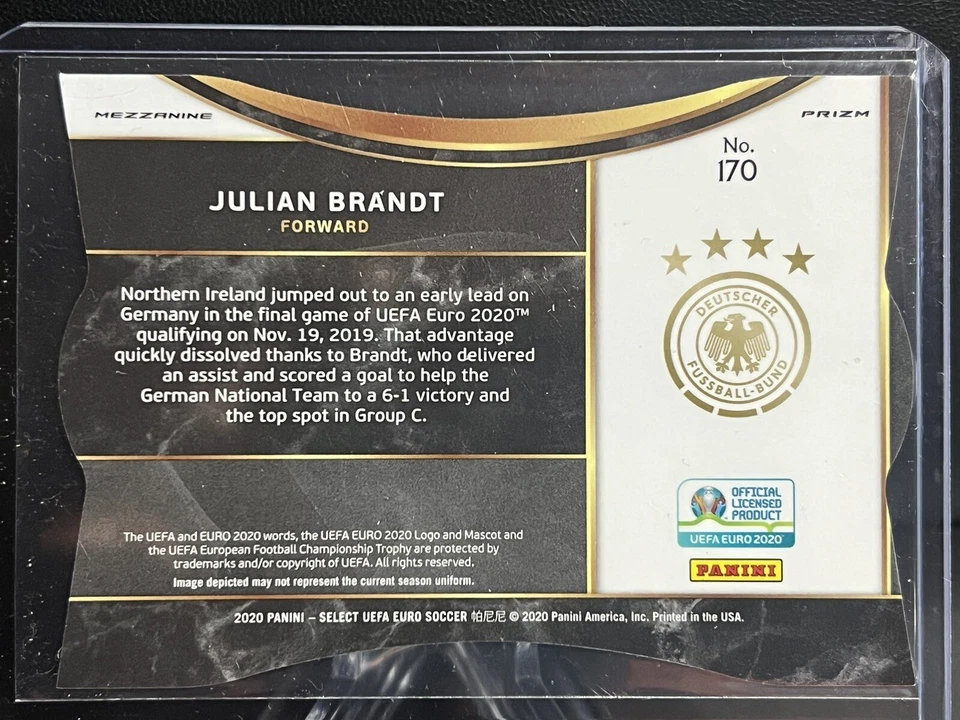 MEZZANINE
PRIZM
No.
170
JULIAN BRANDT
FORWARD
Northern Ireland jumped out to an early lead on
Germany in the final game of UEFA Euro 2020™
qualifying on Nov. 19, 2019. That advantage
quickly dissolved thanks to Brandt, who delivered
an assist and scored a goal to help the
German National Team to a 6-1 victory and
the top spot in Group C.
DEUTSCHER
FUSSBALL-BUND
OFFICIAL
LICENSED
PRODUCT
UEFA EURO 2020
PANINI
The UEFA and EURO 2020 words, the UEFA EURO 2020 Logo and Mascot and
the UEFA European Football Championship Trophy are protected by
trademarks and/or copyright of UEFA. All rights reserved.
Image depicted may not represent the current season uniform.
2020 PANINI – SELECT UEFA EURO SOCCER 帕尼尼 © 2020 Panini America, Inc. Printed in the USA.